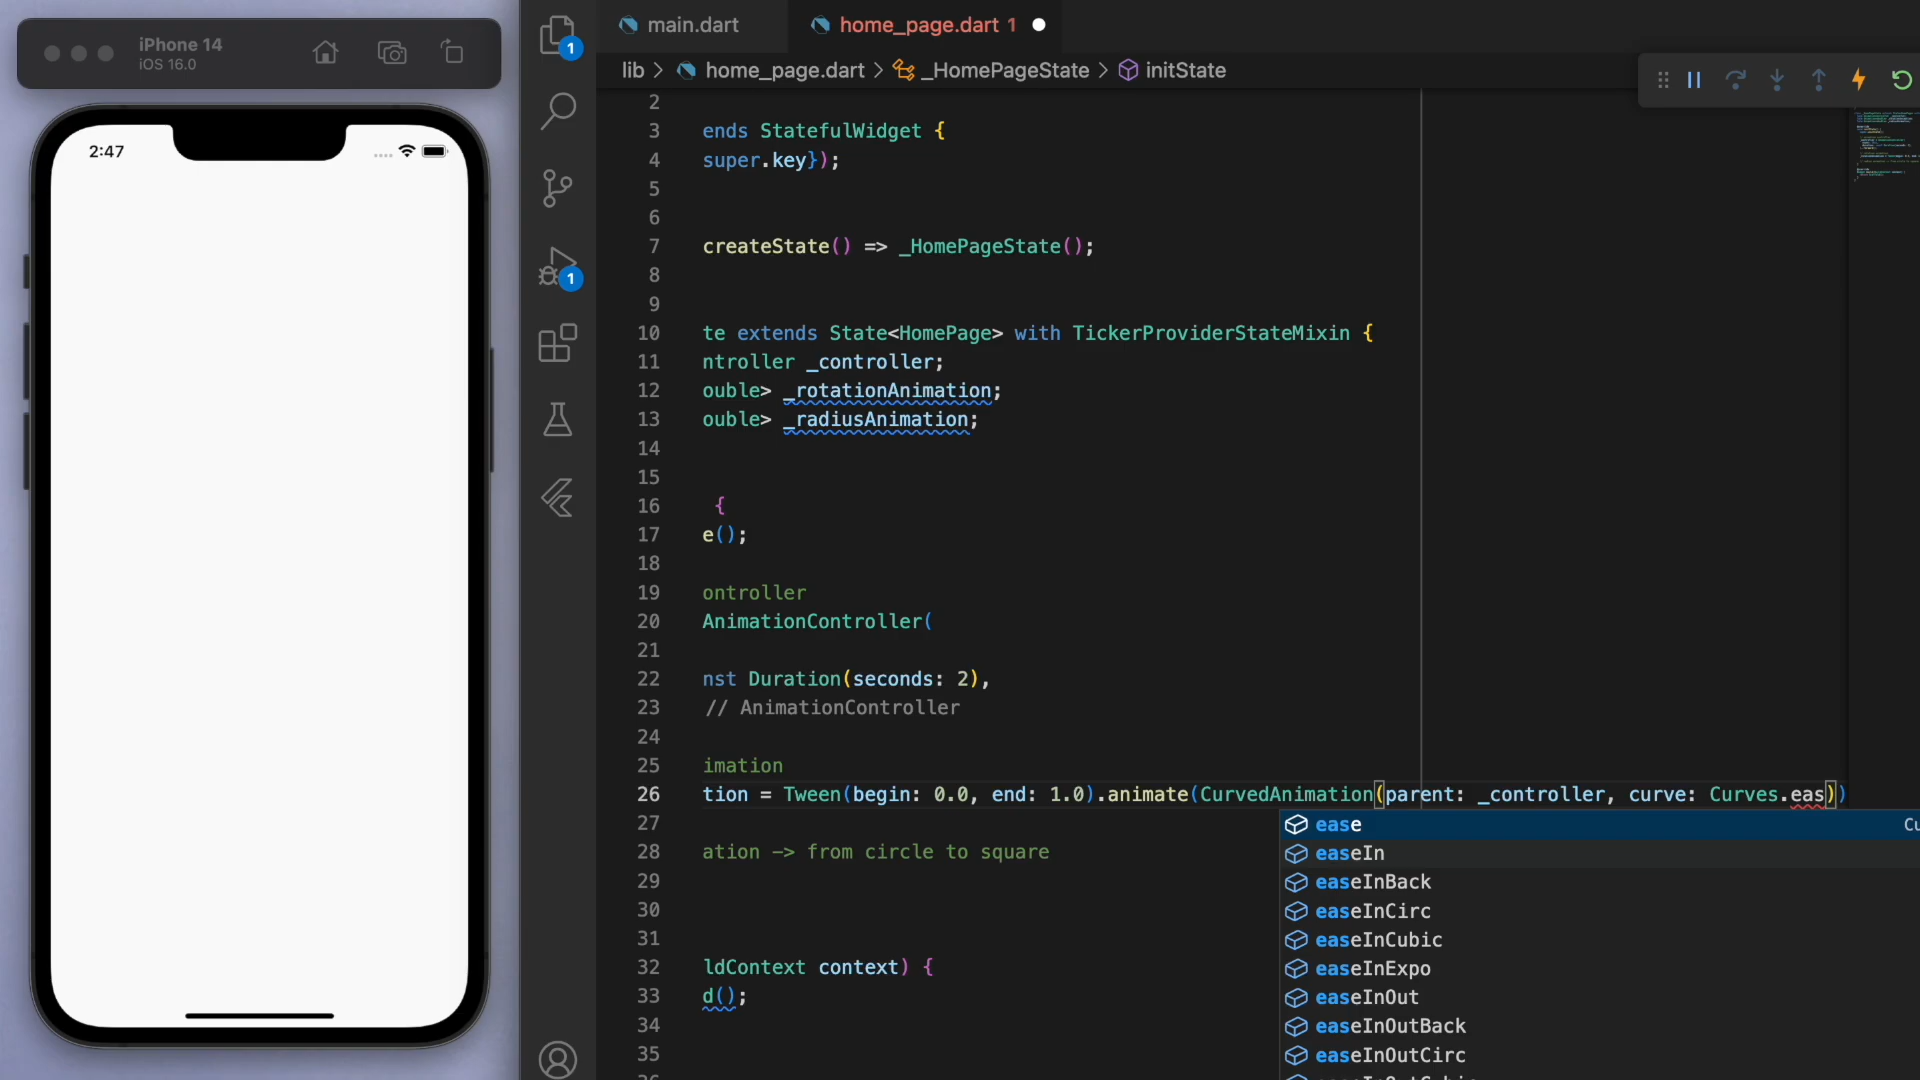 iPhone 14
iOS 16.0
2:47
1
1
main.dart
home_page.dart 1
lib > home_page.dart > _HomePageState > initState
2
3 ends StatefulWidget {
4 super.key});
5
6
7 createState() => _HomePageState();
8
9
10 te extends State<HomePage> with TickerProviderStateMixin {
11 ntroller _controller;
12 ouble> _rotationAnimation;
13 ouble> _radiusAnimation;
14
15
16 {
17 e();
18
19 ontroller
20 AnimationController(
21
22 nst Duration(seconds: 2),
23 // AnimationController
24
25 imation
26 tion = Tween(begin: 0.0, end: 1.0).animate(CurvedAnimation(parent: _controller, curve: Curves.eas))
27
28 ation -> from circle to square
29
30
31
32 ldContext context) {
33 d();
34
35
ease Cu
easeIn
easeInBack
easeInCirc
easeInCubic
easeInExpo
easeInOut
easeInOutBack
easeInOutCirc